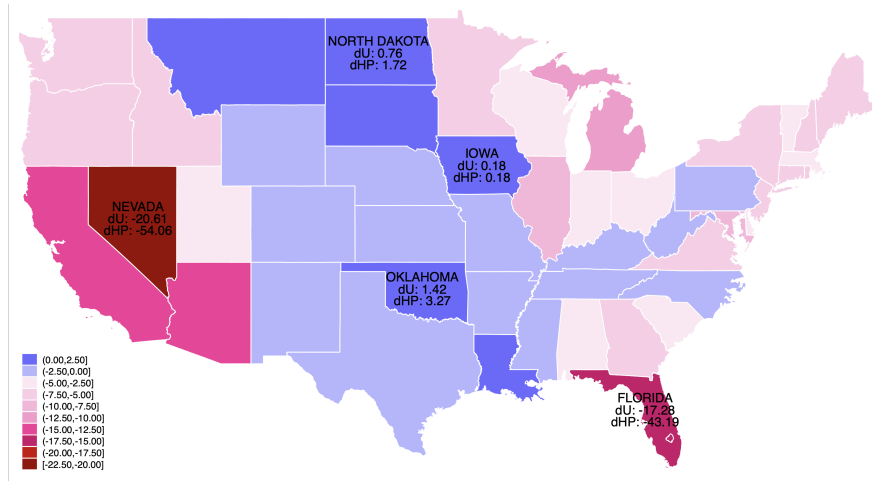 NORTH DAKOTA
dU: 0.76
dHP: 1.72
IOWA
dU: 0.18
dHP: 0.18
NEVADA
dU: -20.61
dHP: -54.06
OKLAHOMA
dU: 1.42
dHP: 3.27
FLORIDA
dU: -17.28
dHP: -43.19
(0.00,2.50]
(-2.50,0.00]
(-5.00,-2.50]
(-7.50,-5.00]
(-10.00,-7.50]
(-12.50,-10.00]
(-15.00,-12.50]
(-17.50,-15.00]
(-20.00,-17.50]
[-22.50,-20.00]